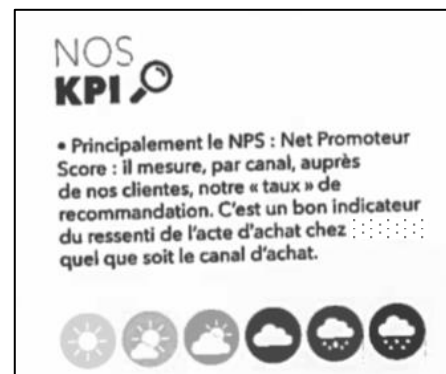 NOS
KPI
• Principalement le NPS : Net Promoteur
Score : il mesure, par canal, auprès
de nos clientes, notre « taux » de
recommandation. C'est un bon indicateur
du ressenti de l'acte d'achat chez
quel que soit le canal d'achat.